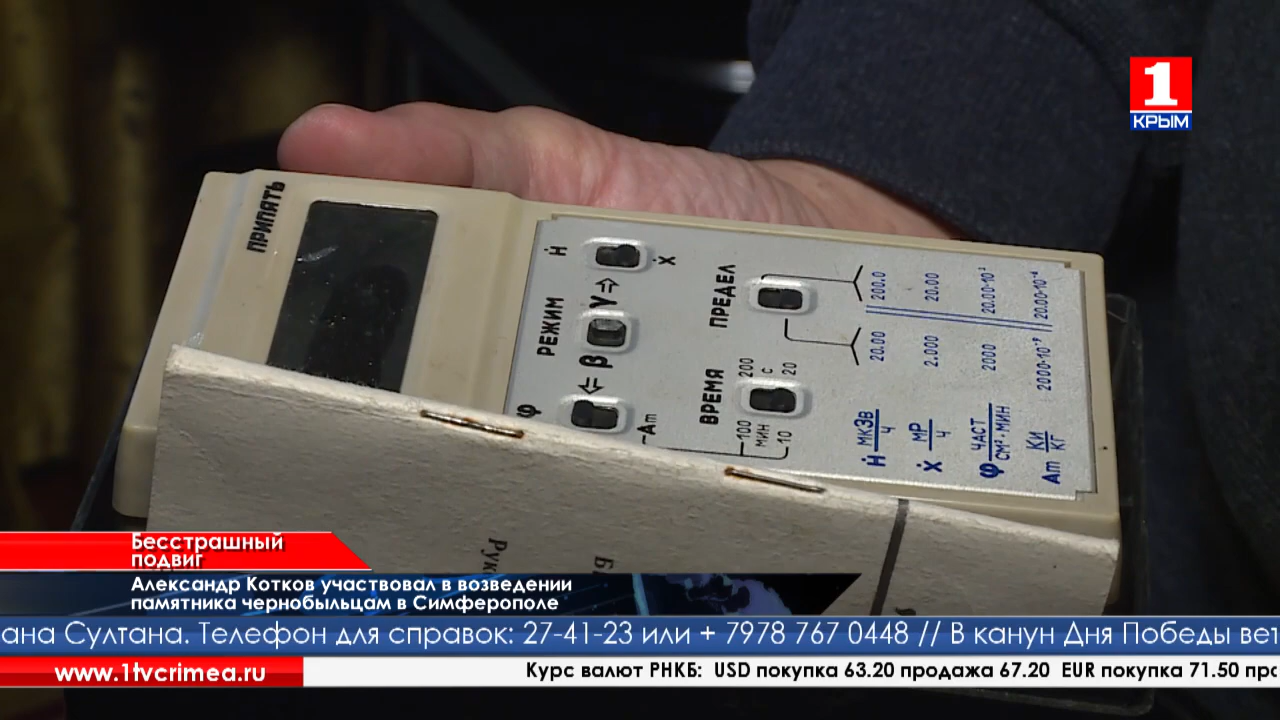 1
КРЫМ
ПРИПЯТЬ
РЕЖИМ
Ḣ
Ẋ
γ⇒
⇐β
φ
Am
ПРЕДЕЛ
ВРЕМЯ
200
с
20
100
МИН
10
200.0
20.00
20.00·10⁻³
20.00·10⁻⁶
20.00
2.000
2000
2000·10⁻⁹
Ḣ МКЗВ/Ч
Ẋ МР/Ч
φ ЧАСТ/СМ²·МИН
Am КИ/КГ
Бесстрашный
подвиг
Александр Котков участвовал в возведении
памятника чернобыльцам в Симферополе
ана Султана. Телефон для справок: 27-41-23 или + 7978 767 0448 // В канун Дня Победы вет
www.1tvcrimea.ru
Курс валют РНКБ: USD покупка 63.20 продажа 67.20 EUR покупка 71.50 про